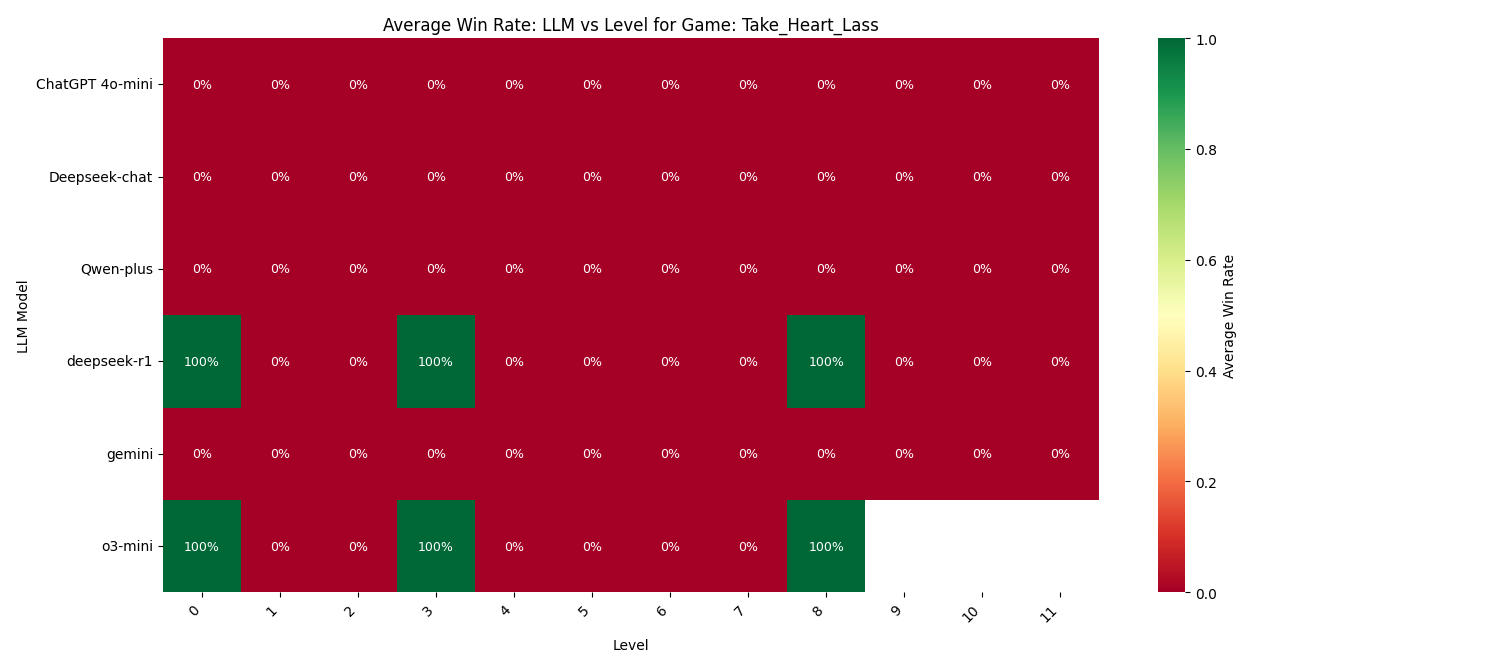 Average Win Rate: LLM vs Level for Game: Take_Heart_Lass
LLM Model
ChatGPT 4o-mini 0% 0% 0% 0% 0% 0% 0% 0% 0% 0% 0% 0%
Deepseek-chat 0% 0% 0% 0% 0% 0% 0% 0% 0% 0% 0% 0%
Qwen-plus 0% 0% 0% 0% 0% 0% 0% 0% 0% 0% 0% 0%
deepseek-r1 100% 0% 0% 100% 0% 0% 0% 0% 100% 0% 0% 0%
gemini 0% 0% 0% 0% 0% 0% 0% 0% 0% 0% 0% 0%
o3-mini 100% 0% 0% 100% 0% 0% 0% 0% 100%
0 1 2 3 4 5 6 7 8 9 10 11
Level
1.0
0.8
0.6
0.4
0.2
0.0
Average Win Rate